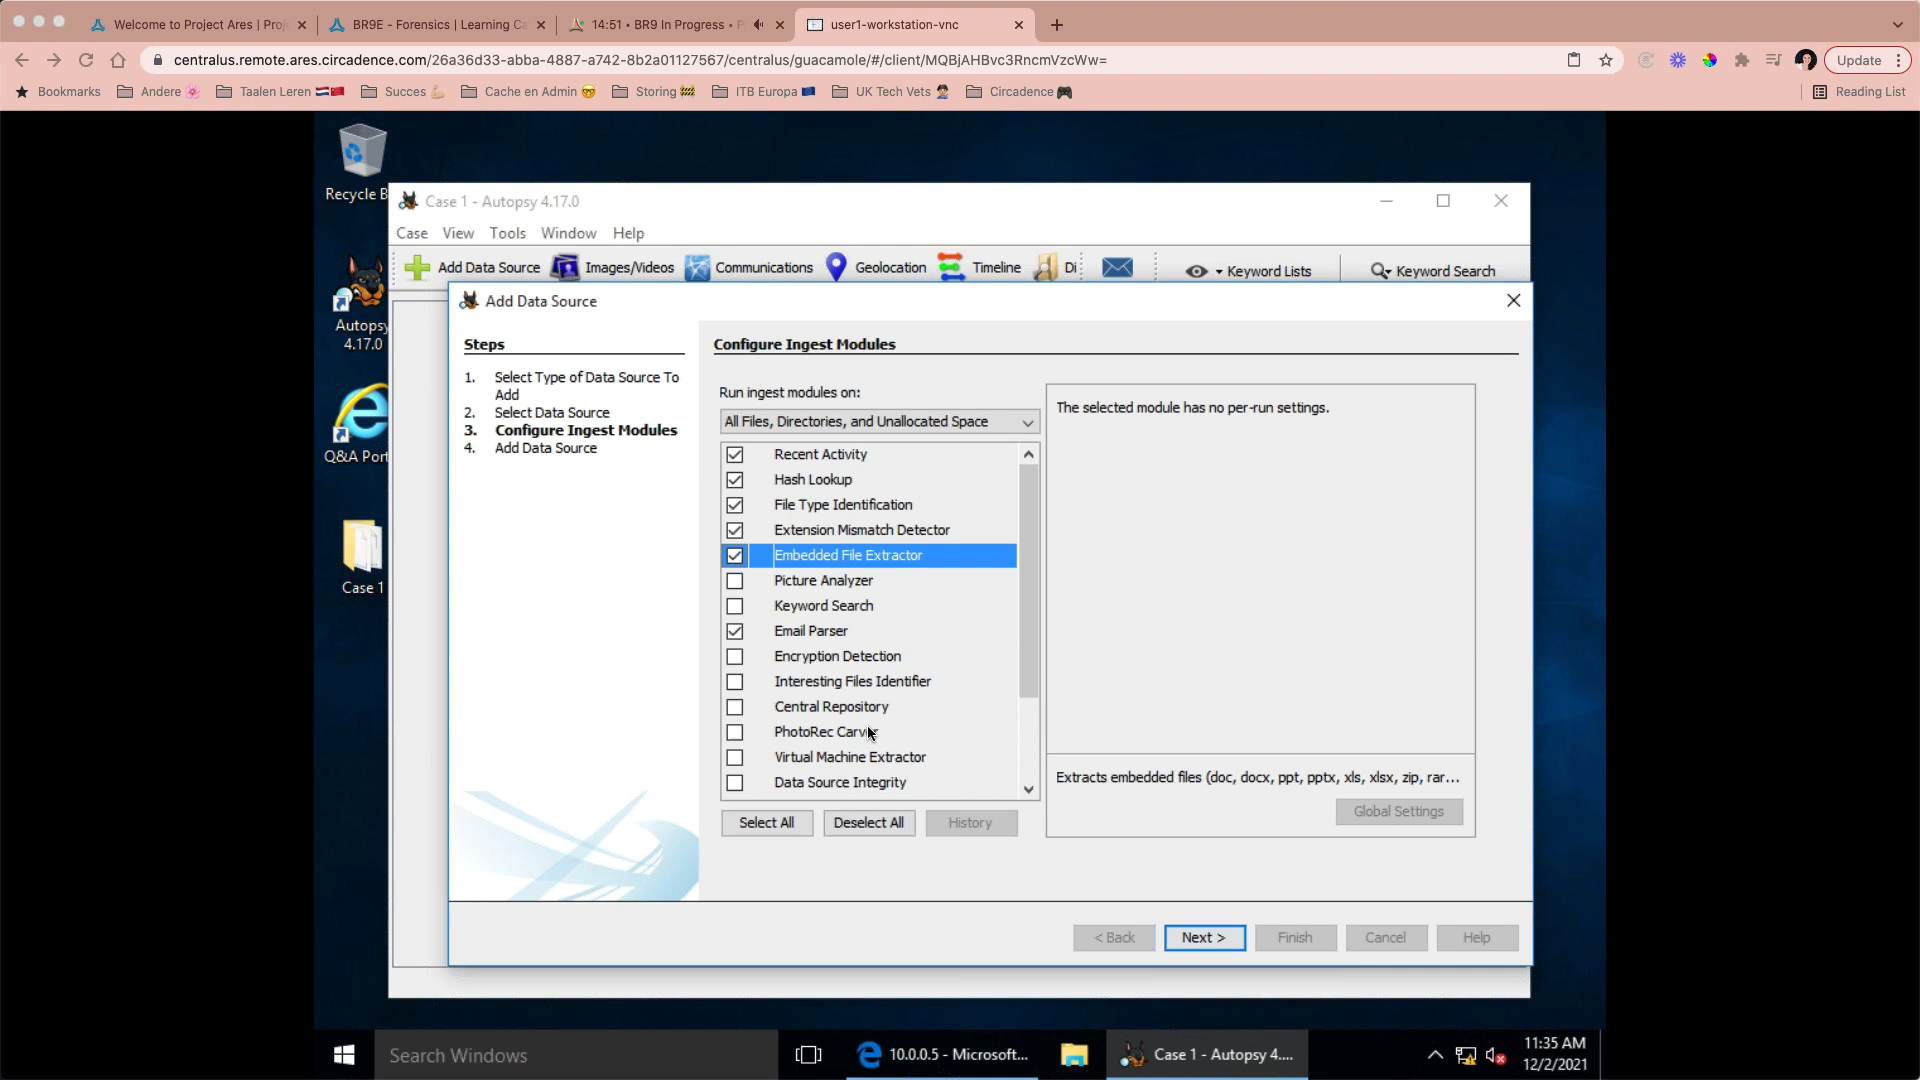 Welcome to Project Ares | Proj
BR9E - Forensics | Learning Ca
14:51 • BR9 In Progress • P
user1-workstation-vnc
centralus.remote.ares.circadence.com/26a36d33-abba-4887-a742-8b2a01127567/centralus/guacamole/#/client/MQBjAHBvc3RncmVzcWw=
Update
Bookmarks
Andere
Taalen Leren
Succes
Cache en Admin
Storing
ITB Europa
UK Tech Vets
Circadence
Reading List
Recycle B
Autopsy
4.17.0
Q&A Port
Case 1
Case 1 - Autopsy 4.17.0
Case View Tools Window Help
Add Data Source
Images/Videos
Communications
Geolocation
Timeline
Di
Keyword Lists
Keyword Search
Add Data Source
Steps
1. Select Type of Data Source To
Add
2. Select Data Source
3. Configure Ingest Modules
4. Add Data Source
Configure Ingest Modules
Run ingest modules on:
All Files, Directories, and Unallocated Space
Recent Activity
Hash Lookup
File Type Identification
Extension Mismatch Detector
Embedded File Extractor
Picture Analyzer
Keyword Search
Email Parser
Encryption Detection
Interesting Files Identifier
Central Repository
PhotoRec Carver
Virtual Machine Extractor
Data Source Integrity
Select All
Deselect All
History
The selected module has no per-run settings.
Extracts embedded files (doc, docx, ppt, pptx, xls, xlsx, zip, rar...
Global Settings
< Back
Next >
Finish
Cancel
Help
Search Windows
10.0.0.5 - Microsoft...
Case 1 - Autopsy 4....
11:35 AM
12/2/2021